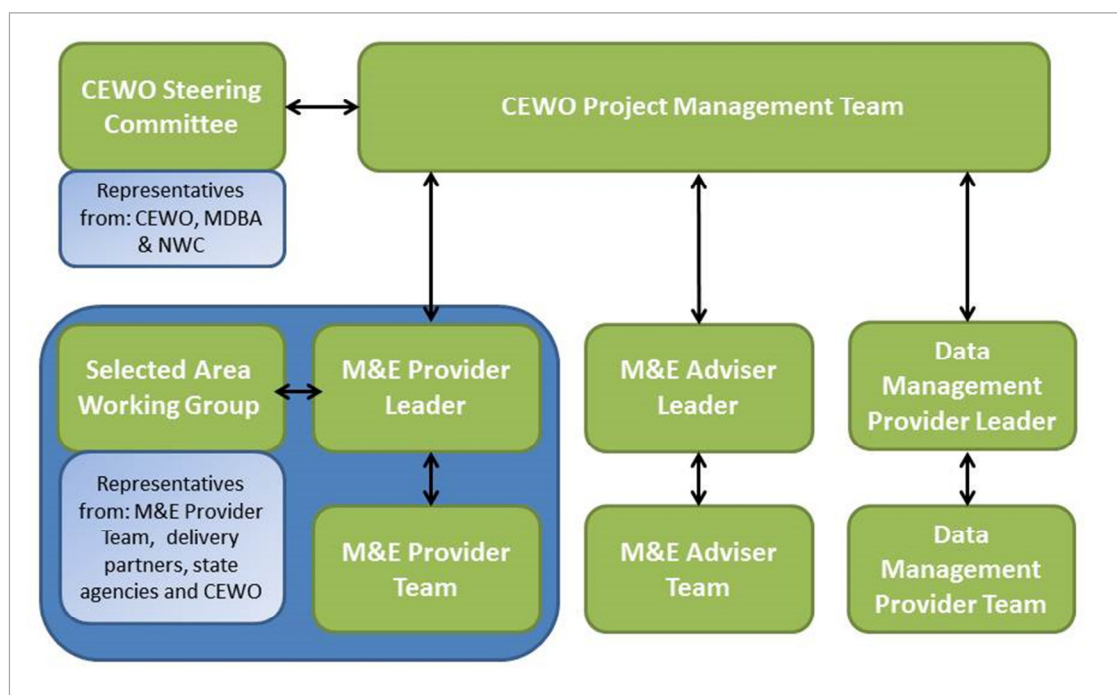 CEWO Steering
Committee
CEWO Project Management Team
Representatives
from: CEWO, MDBA
& NWC
Selected Area
Working Group
M&E Provider
Leader
M&E Adviser
Leader
Data
Management
Provider Leader
Representatives
from: M&E Provider
Team, delivery
partners, state
agencies and CEWO
M&E Provider
Team
M&E Adviser
Team
Data
Management
Provider Team